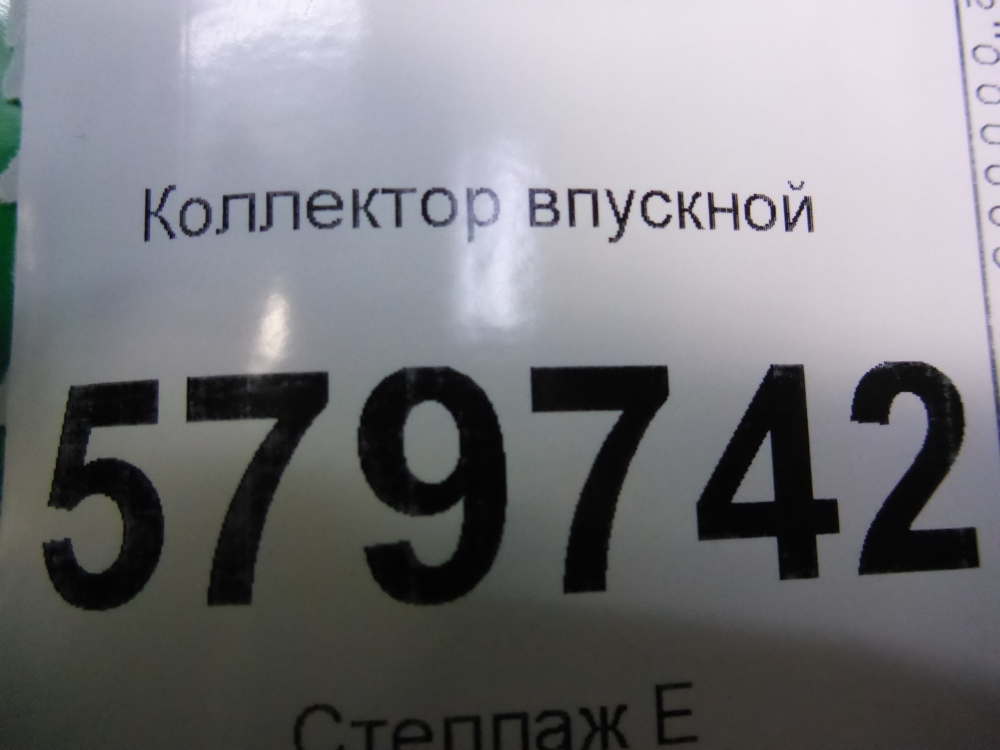 Коллектор впускной
579742
Стеллаж Е